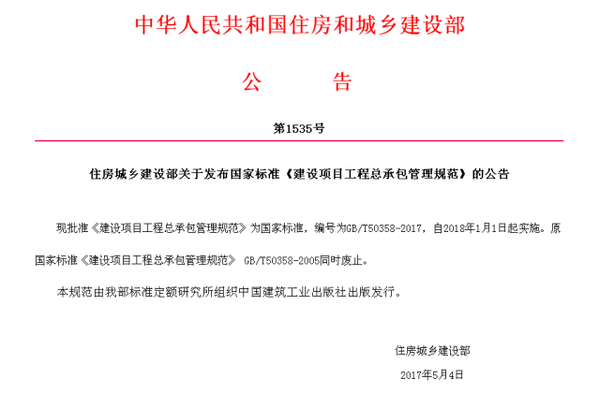 中华人民共和国住房和城乡建设部
公 告
第1535号
住房城乡建设部关于发布国家标准《建设项目工程总承包管理规范》的公告
现批准《建设项目工程总承包管理规范》为国家标准，编号为GB/T50358-2017，自2018年1月1日起实施。原
国家标准《建设项目工程总承包管理规范》 GB/T50358-2005同时废止。
本规范由我部标准定额研究所组织中国建筑工业出版社出版发行。
住房城乡建设部
2017年5月4日